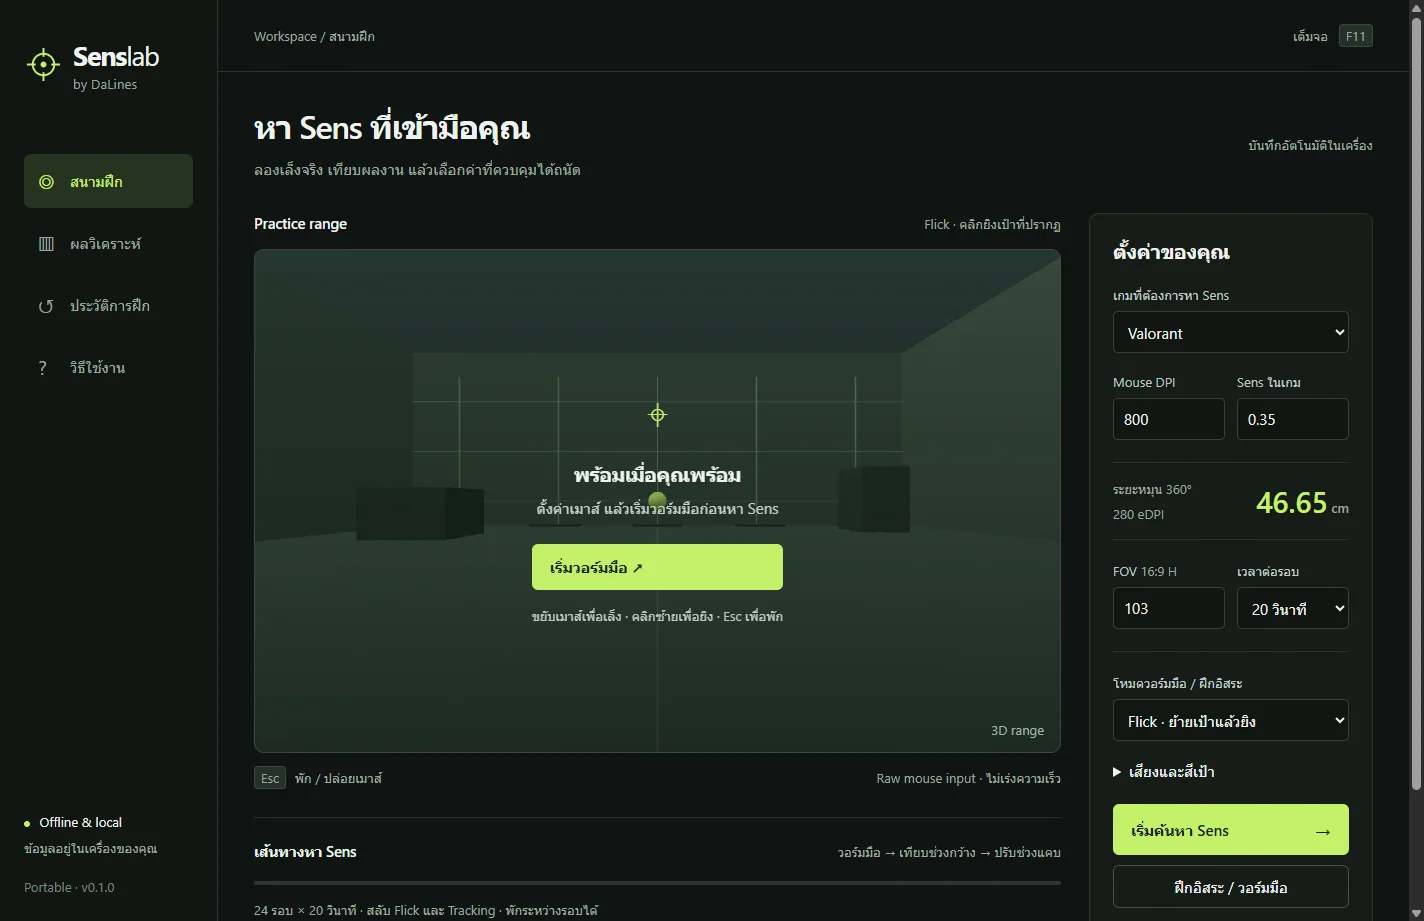 Senslab
by DaLines
สนามฝึก
ผลวิเคราะห์
ประวัติการฝึก
? วิธีใช้งาน
Offline & local
ข้อมูลอยู่ในเครื่องของคุณ
Portable · v0.1.0
Workspace / สนามฝึก
เต็มจอ F11
หา Sens ที่เข้ามือคุณ
ลองเล็งจริง เทียบผลงาน แล้วเลือกค่าที่ควบคุมได้ถนัด
บันทึกอัตโนมัติในเครื่อง
Practice range
Flick · คลิกยิงเป้าที่ปรากฏ
พร้อมเมื่อคุณพร้อม
ตั้งค่าเมาส์ แล้วเริ่มวอร์มมือก่อนหา Sens
เริ่มวอร์มมือ ↗
ขยับเมาส์เพื่อเล็ง · คลิกซ้ายเพื่อยิง · Esc เพื่อพัก
3D range
Esc พัก / ปล่อยเมาส์
Raw mouse input · ไม่เร่งความเร็ว
เส้นทางหา Sens
วอร์มมือ → เทียบช่วงกว้าง → ปรับช่วงแคบ
24 รอบ × 20 วินาที · สลับ Flick และ Tracking · พักระหว่างรอบได้
ตั้งค่าของคุณ
เกมที่ต้องการหา Sens
Valorant
Mouse DPI Sens ในเกม
800 0.35
ระยะหมุน 360°
280 eDPI
46.65 cm
FOV 16:9 H เวลาต่อรอบ
103 20 วินาที
โหมดวอร์มมือ / ฝึกอิสระ
Flick · ย้ายเป้าแล้วยิง
▶ เสียงและสีเป้า
เริ่มค้นหา Sens →
ฝึกอิสระ / วอร์มมือ